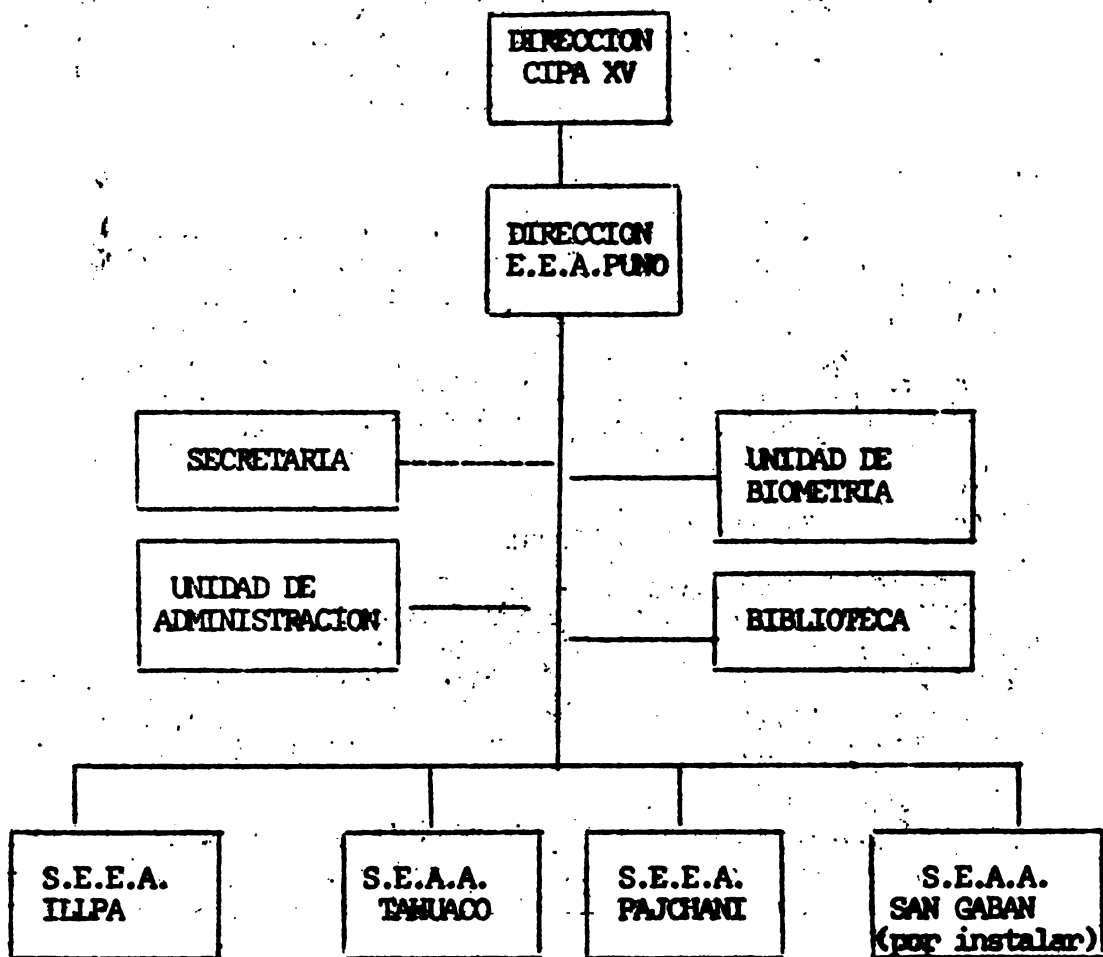 DIRECCION
CIPA XV
DIRECCION
E.E.A.PUNO
SECRETARIA
UNIDAD DE
BIOMETRIA
UNIDAD DE
ADMINISTRACION
BIBLIOTECA
S.E.E.A.
ILLPA
S.E.A.A.
TAHUACO
S.E.E.A.
PAJCHANI
S.E.A.A.
SAN GABAN
(por instalar)